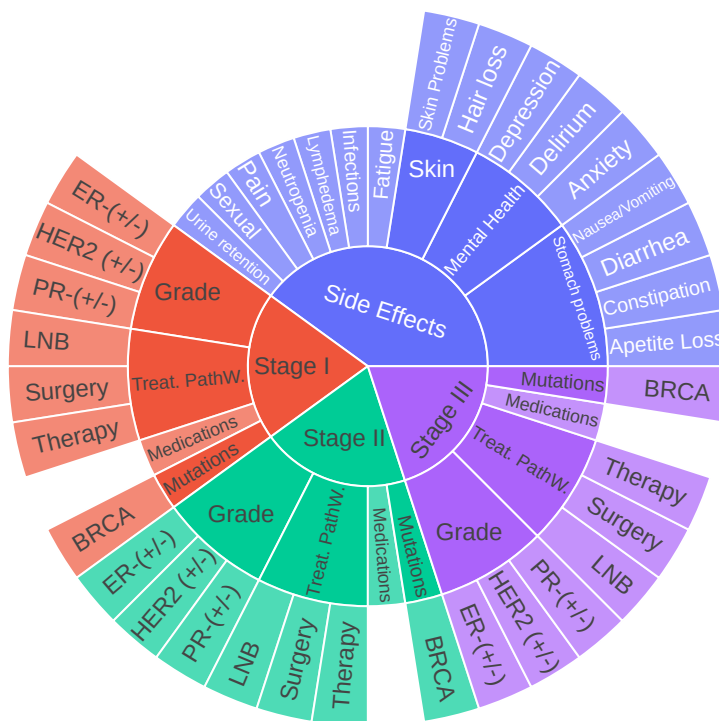 Side Effects
Skin
Skin Problems
Hair loss
Mental Health
Depression
Delirium
Anxiety
Stomach problems
Nausea/Vomiting
Diarrhea
Constipation
Apetite Loss
Fatigue
Infections
Lymphedema
Neutropenia
Pain
Sexual
Urine retention
Stage I
Grade
ER-(+/-)
HER2 (+/-)
PR-(+/-)
Treat. PathW.
LNB
Surgery
Therapy
Medications
Mutations
BRCA
Stage II
Grade
ER-(+/-)
HER2 (+/-)
PR-(+/-)
Treat. PathW.
LNB
Surgery
Therapy
Medications
Mutations
BRCA
Stage III
Grade
ER-(+/-)
HER2 (+/-)
PR-(+/-)
Treat. PathW.
LNB
Surgery
Therapy
Medications
Mutations
BRCA